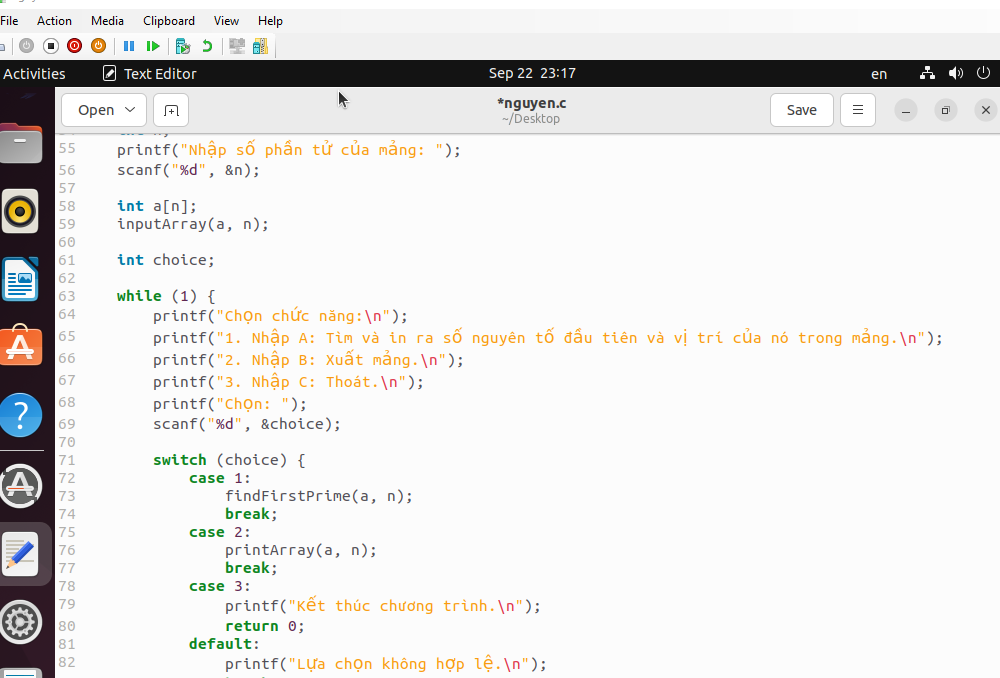 File Action Media Clipboard View Help
Activities Text Editor Sep 22 23:17 en
Open *nguyen.c Save
~/Desktop
55 printf("Nhập số phần tử của mảng: ");
56 scanf("%d", &n);
57
58 int a[n];
59 inputArray(a, n);
60
61 int choice;
62
63 while (1) {
64 printf("Chọn chức năng:\n");
65 printf("1. Nhập A: Tìm và in ra số nguyên tố đầu tiên và vị trí của nó trong mảng.\n");
66 printf("2. Nhập B: Xuất mảng.\n");
67 printf("3. Nhập C: Thoát.\n");
68 printf("Chọn: ");
69 scanf("%d", &choice);
70
71 switch (choice) {
72 case 1:
73 findFirstPrime(a, n);
74 break;
75 case 2:
76 printArray(a, n);
77 break;
78 case 3:
79 printf("Kết thúc chương trình.\n");
80 return 0;
81 default:
82 printf("Lựa chọn không hợp lệ.\n");